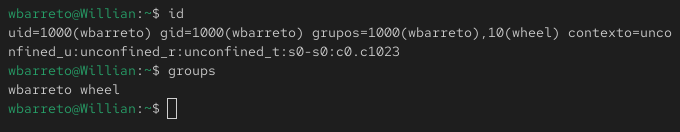 wbarreto@Willian:~$ id
uid=1000(wbarreto) gid=1000(wbarreto) grupos=1000(wbarreto),10(wheel) contexto=unco
nfined_u:unconfined_r:unconfined_t:s0-s0:c0.c1023
wbarreto@Willian:~$ groups
wbarreto wheel
wbarreto@Willian:~$